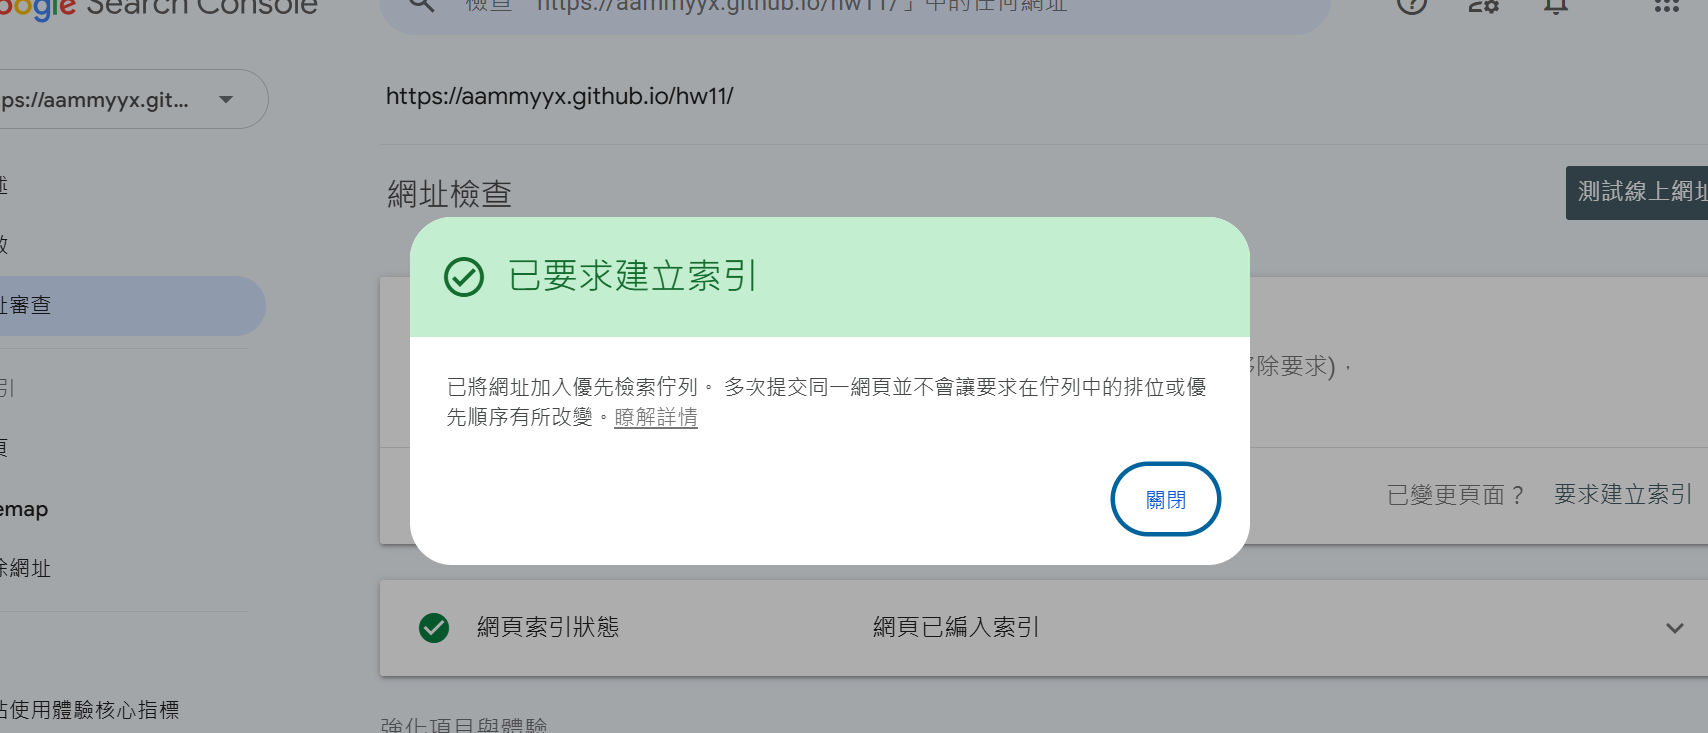 oogle Search Console
檢查「https://aammyyx.github.io/hw11/」中的任何網址
ps://aammyyx.git...
https://aammyyx.github.io/hw11/
網址檢查
測試線上網址
址審查
已要求建立索引
已將網址加入優先檢索佇列。 多次提交同一網頁並不會讓要求在佇列中的排位或優
先順序有所改變。瞭解詳情
關閉
除要求)，
引
頁
已變更頁面？ 要求建立索引
emap
除網址
網頁索引狀態 網頁已編入索引
站使用體驗核心指標
強化項目與體驗